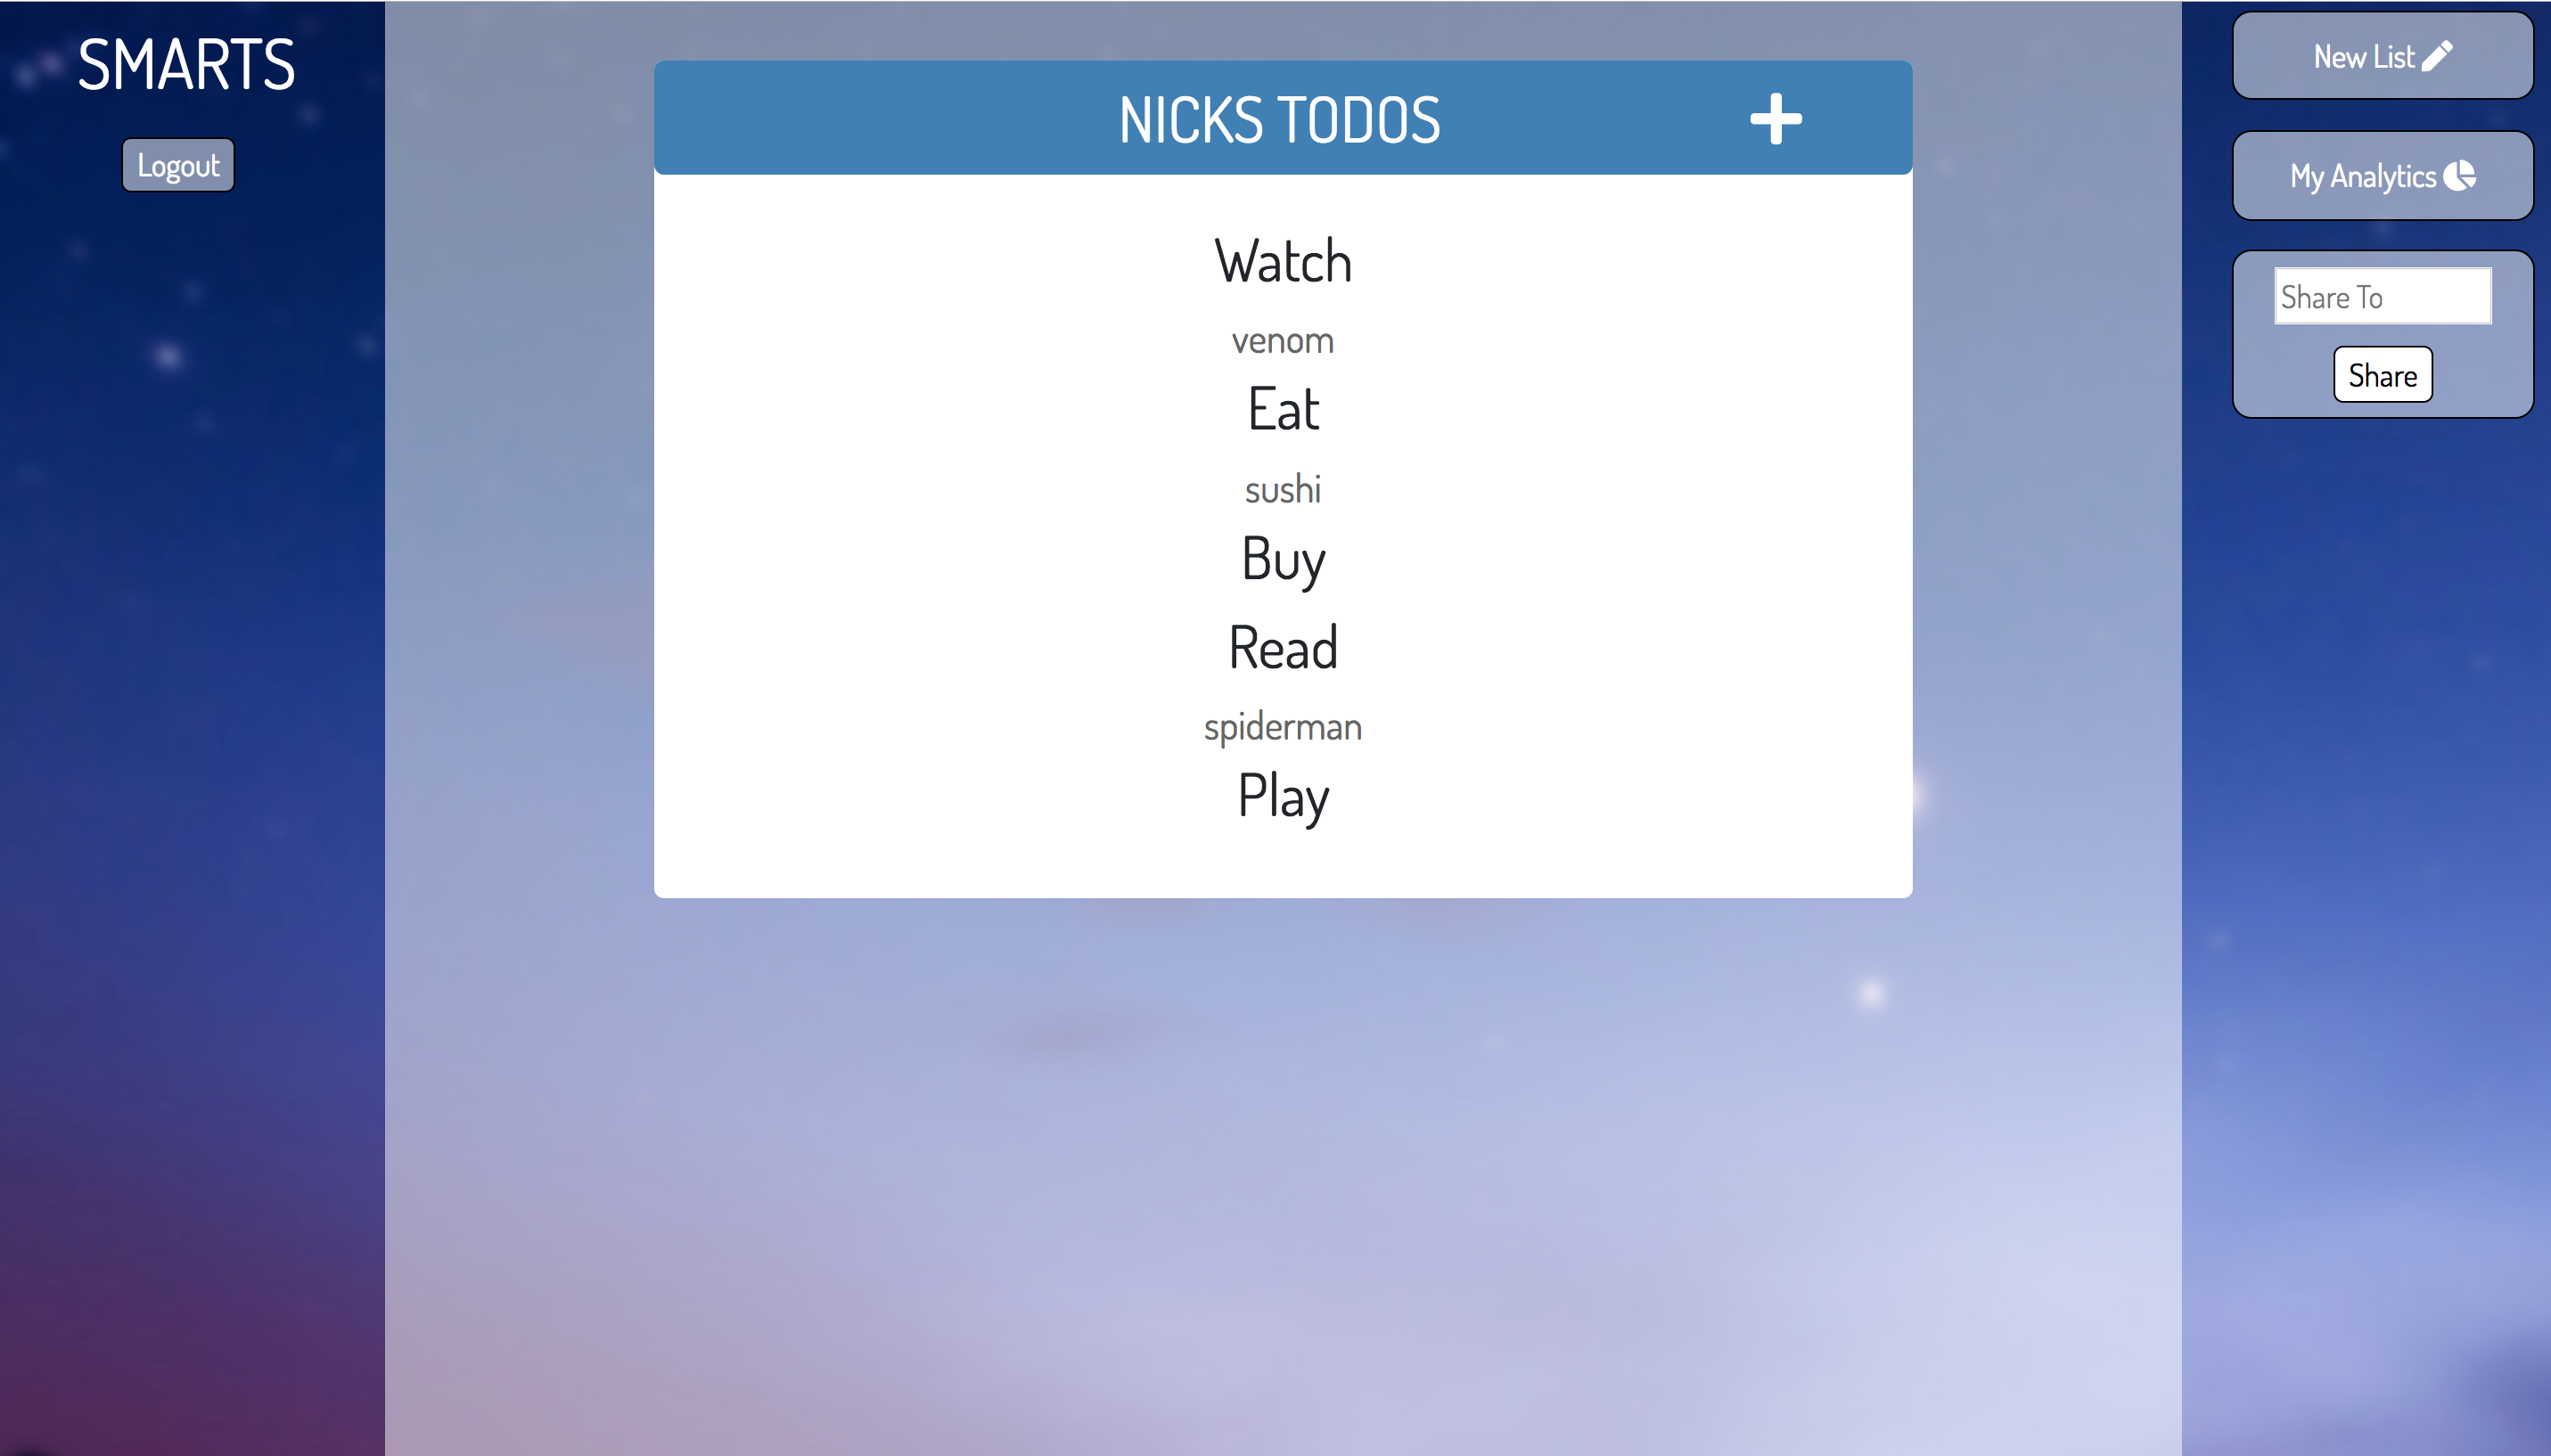 SMARTS
Logout
NICKS TODOS
Watch
venom
Eat
sushi
Buy
Read
spiderman
Play
New List
My Analytics
Share To
Share